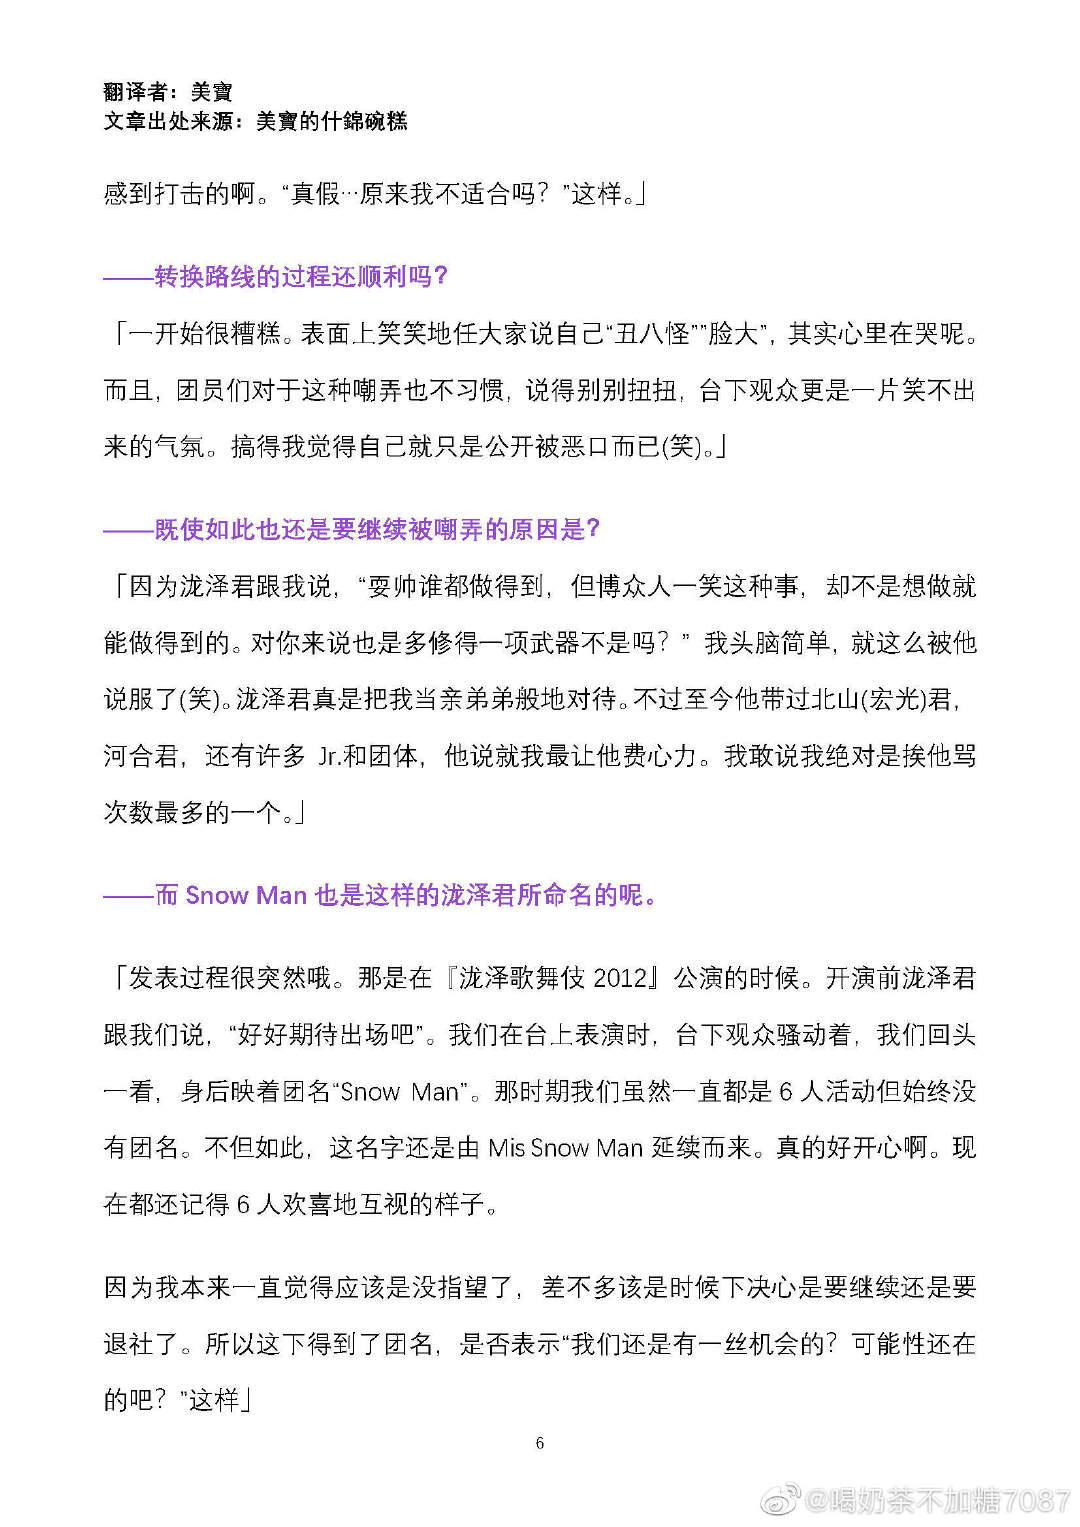 翻译者：美寶
文章出处来源：美寶的什錦碗糕
感到打击的啊。“真假…原来我不适合吗？”这样。」
——转换路线的过程还顺利吗？
「一开始很糟糕。表面上笑笑地任大家说自己“丑八怪”“脸大”，其实心里在哭呢。
而且，团员们对于这种嘲弄也不习惯，说得别别扭扭，台下观众更是一片笑不出
来的气氛。搞得我觉得自己就只是公开被恶口而已(笑)。」
——既使如此也还是要继续被嘲弄的原因是？
「因为泷泽君跟我说，“耍帅谁都做得到，但博众人一笑这种事，却不是想做就
能做得到的。对你来说也是多修得一项武器不是吗？” 我头脑简单，就这么被他
说服了(笑)。泷泽君真是把我当亲弟弟般地对待。不过至今他带过北山(宏光)君，
河合君，还有许多 Jr.和团体，他说就我最让他费心力。我敢说我绝对是挨他骂
次数最多的一个。」
——而 Snow Man 也是这样的泷泽君所命名的呢。
「发表过程很突然哦。那是在『泷泽歌舞伎 2012』公演的时候。开演前泷泽君
跟我们说，“好好期待出场吧”。我们在台上表演时，台下观众骚动着，我们回头
一看，身后映着团名“Snow Man”。那时期我们虽然一直都是 6 人活动但始终没
有团名。不但如此，这名字还是由 Mis Snow Man 延续而来。真的好开心啊。现
在都还记得 6 人欢喜地互视的样子。
因为我本来一直觉得应该是没指望了，差不多该是时候下决心是要继续还是要
退社了。所以这下得到了团名，是否表示“我们还是有一丝机会的？可能性还在
的吧？”这样」
6
@喝奶茶不加糖7087